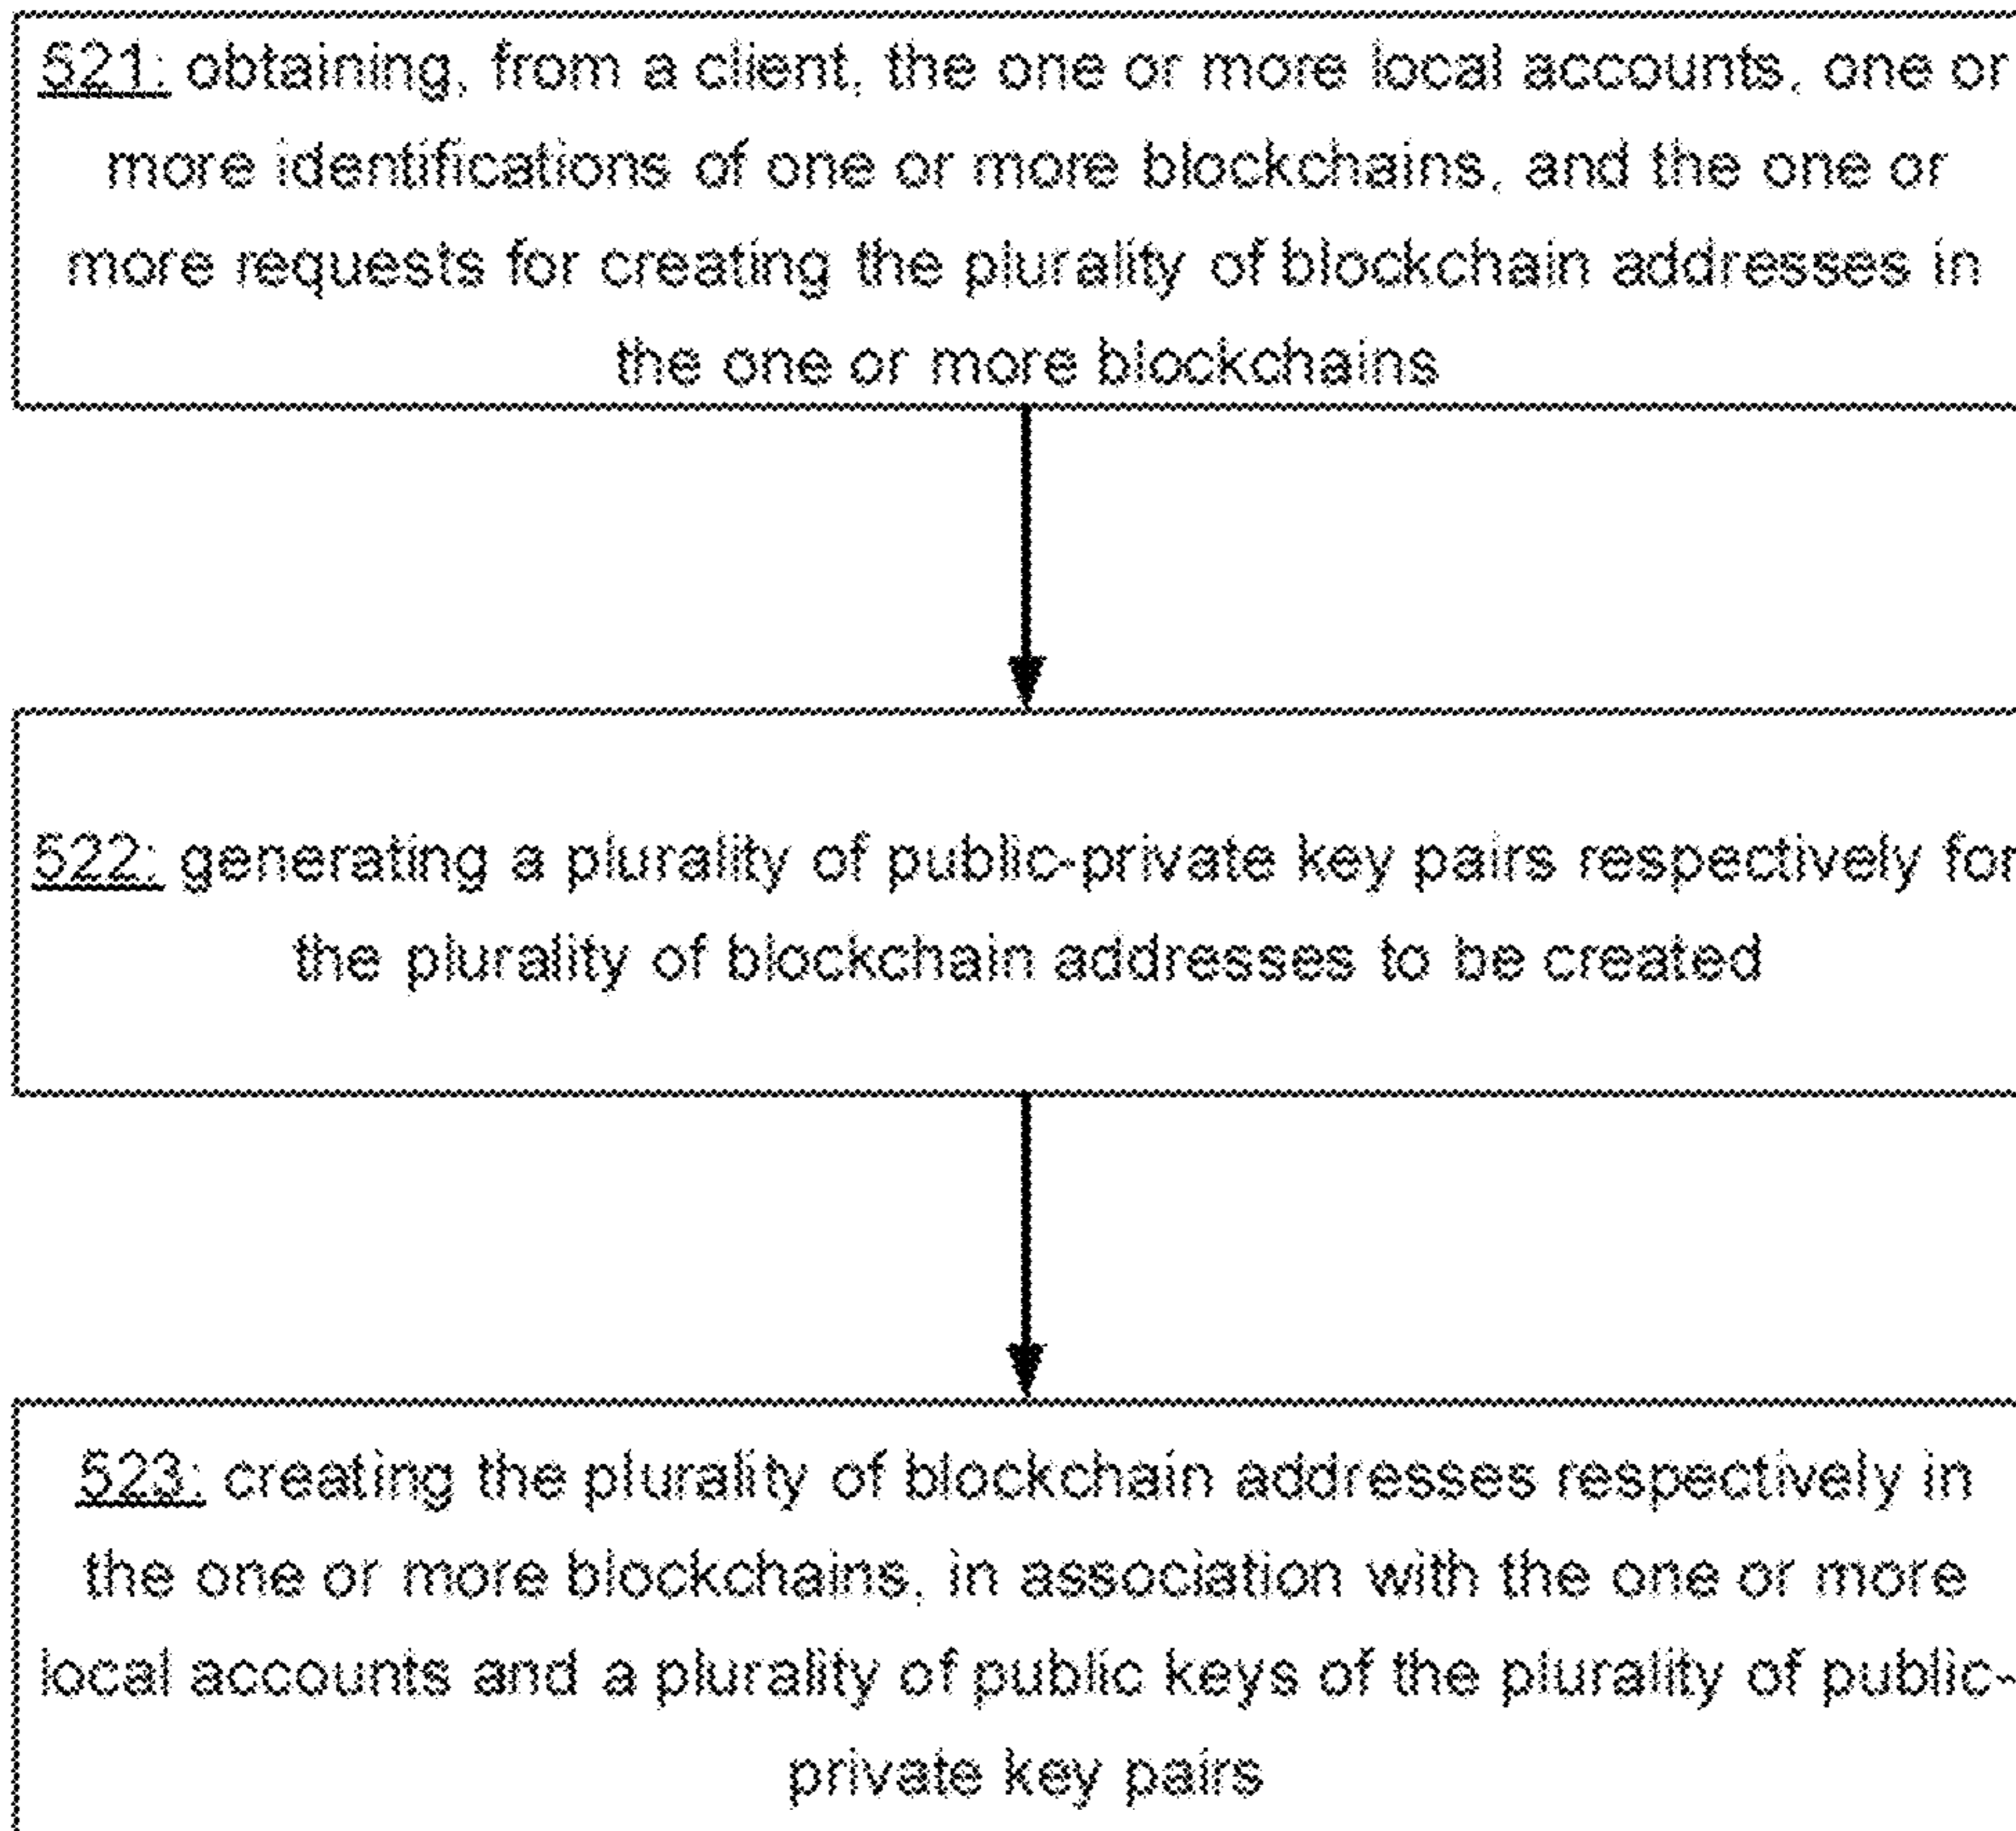 521: obtaining, from a client, the one or more local accounts, one or
more identifications of one or more blockchains, and the one or
more requests for creating the plurality of blockchain addresses in
the one or more blockchains
522: generating a plurality of public-private key pairs respectively for
the plurality of blockchain addresses to be created
523: creating the plurality of blockchain addresses respectively in
the one or more blockchains, in association with the one or more
local accounts and a plurality of public keys of the plurality of public-
private key pairs